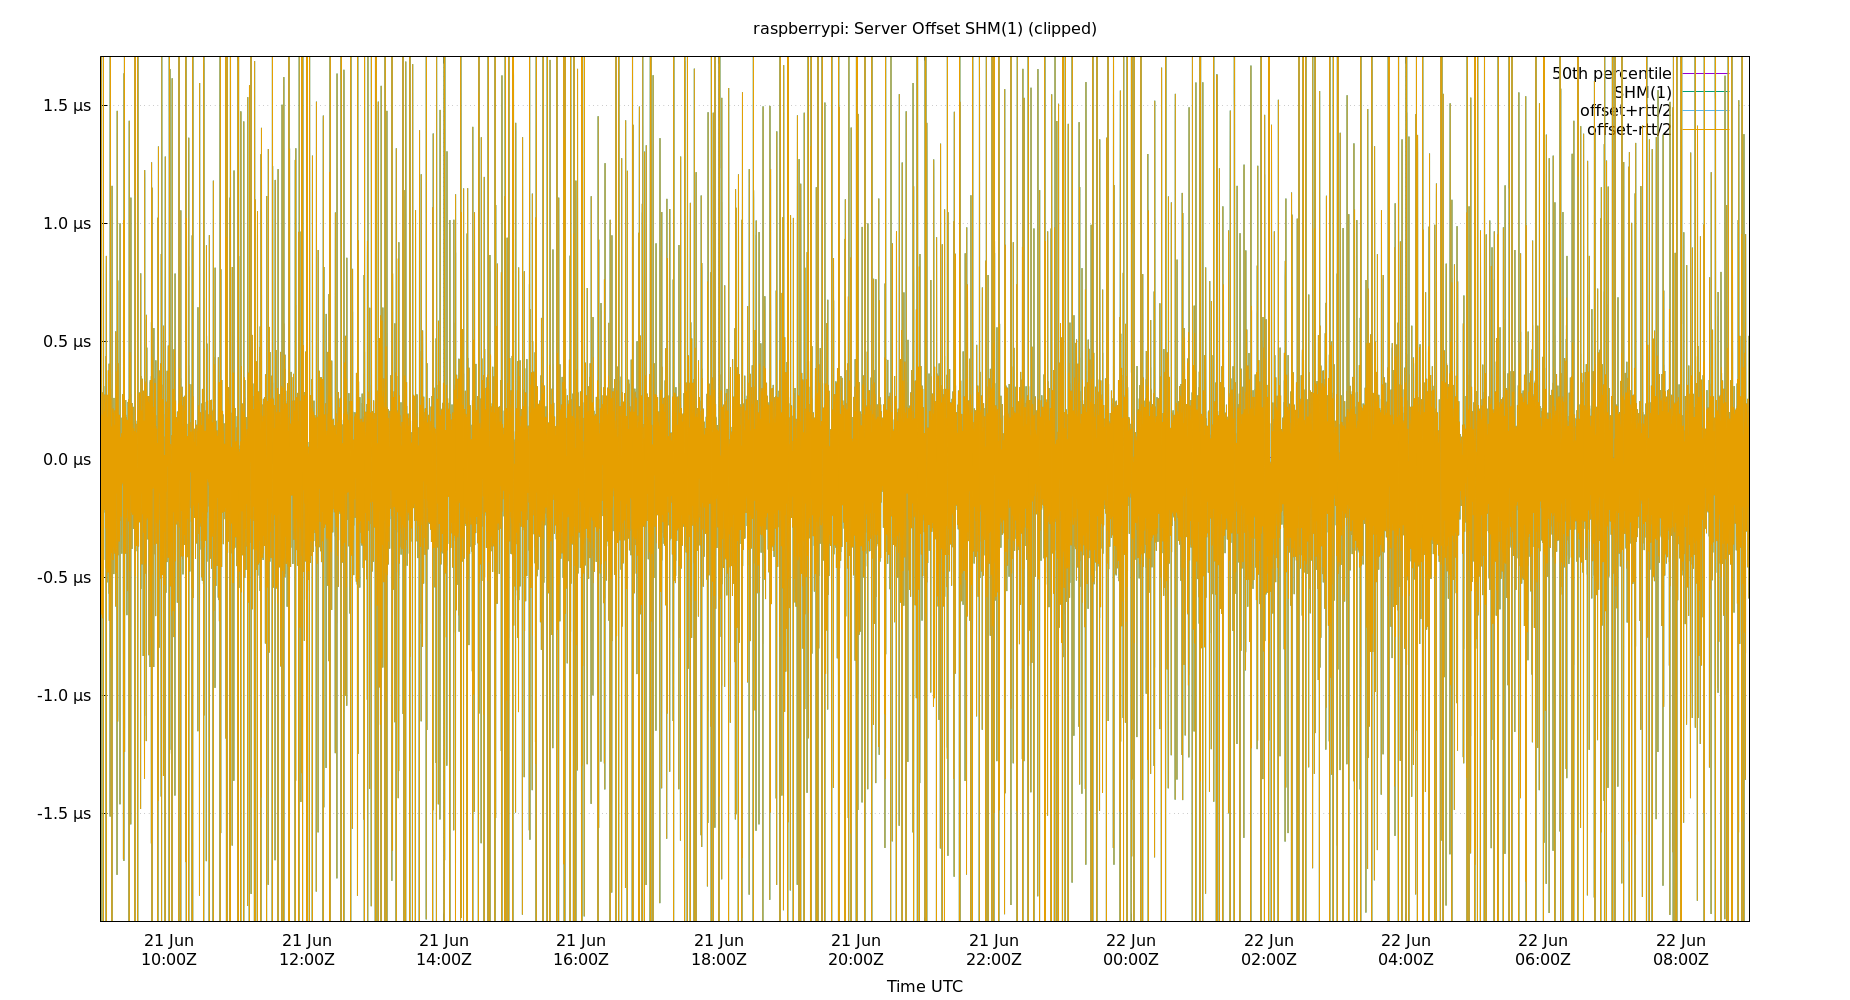 raspberrypi: Server Offset SHM(1) (clipped)
50th percentile
SHM(1)
offset+rtt/2
offset-rtt/2
1.5 µs
1.0 µs
0.5 µs
0.0 µs
-0.5 µs
-1.0 µs
-1.5 µs
21 Jun 21 Jun 21 Jun 21 Jun 21 Jun 21 Jun 21 Jun 22 Jun 22 Jun 22 Jun 22 Jun 22 Jun
10:00Z 12:00Z 14:00Z 16:00Z 18:00Z 20:00Z 22:00Z 00:00Z 02:00Z 04:00Z 06:00Z 08:00Z
Time UTC